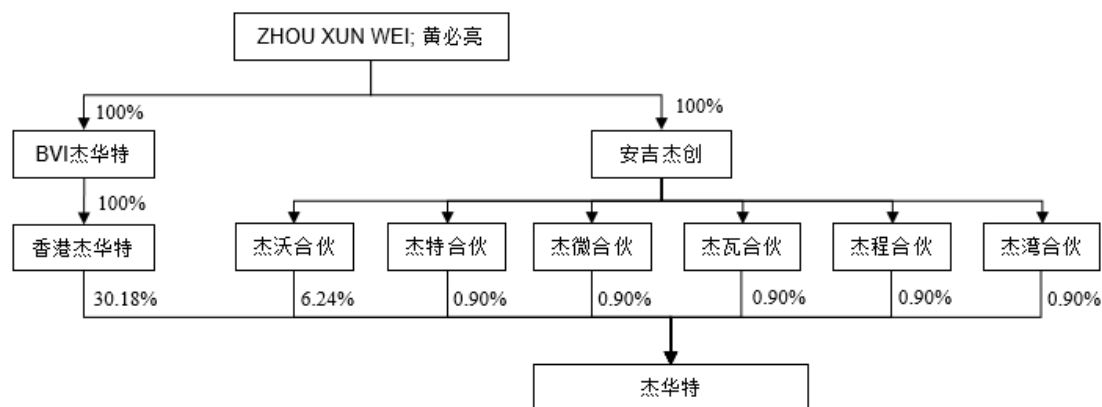 ZHOU XUN WEI; 黄必亮
100%
100%
BVI杰华特
安吉杰创
100%
香港杰华特
杰沃合伙
杰特合伙
杰微合伙
杰瓦合伙
杰程合伙
杰湾合伙
30.18%
6.24%
0.90%
0.90%
0.90%
0.90%
0.90%
杰华特